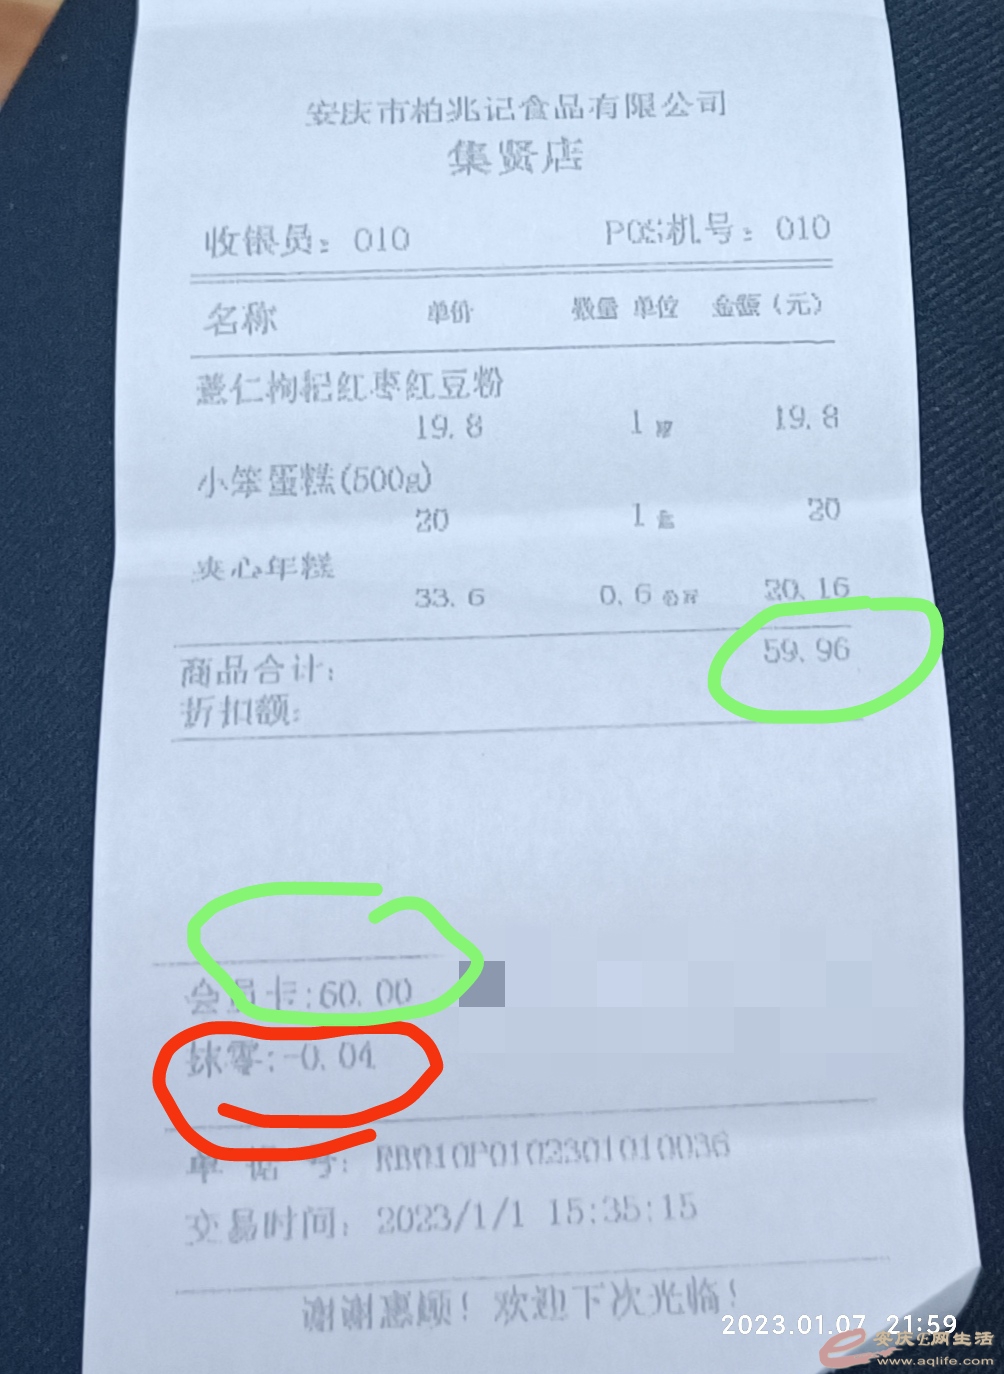 安庆市柏兆记食品有限公司
集贤店
收银员: 010 POS机号: 010
名称 单价 数量 单位 金额(元)
薏仁枸杞红枣红豆粉
19.8 1 19.8
小笨蛋糕(500g)
20 1 盒 20
夹心年糕
33.6 0.6 公斤 20.16
商品合计: 59.96
折扣额:
会员卡:60.00
抹零:-0.04
单据号: RB010P0102301010036
交易时间: 2023/1/1 15:35:15
谢谢惠顾! 欢迎下次光临!
2023.01.07 21:59
安庆E网生活
www.aqlife.com